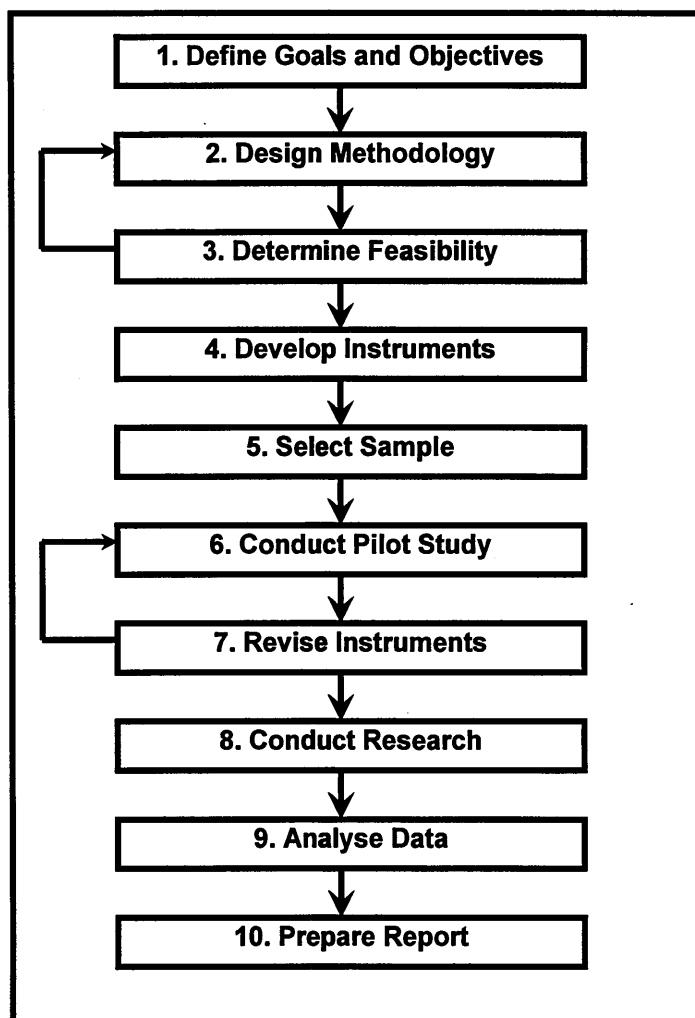 1. Define Goals and Objectives
2. Design Methodology
3. Determine Feasibility
4. Develop Instruments
5. Select Sample
6. Conduct Pilot Study
7. Revise Instruments
8. Conduct Research
9. Analyse Data
10. Prepare Report